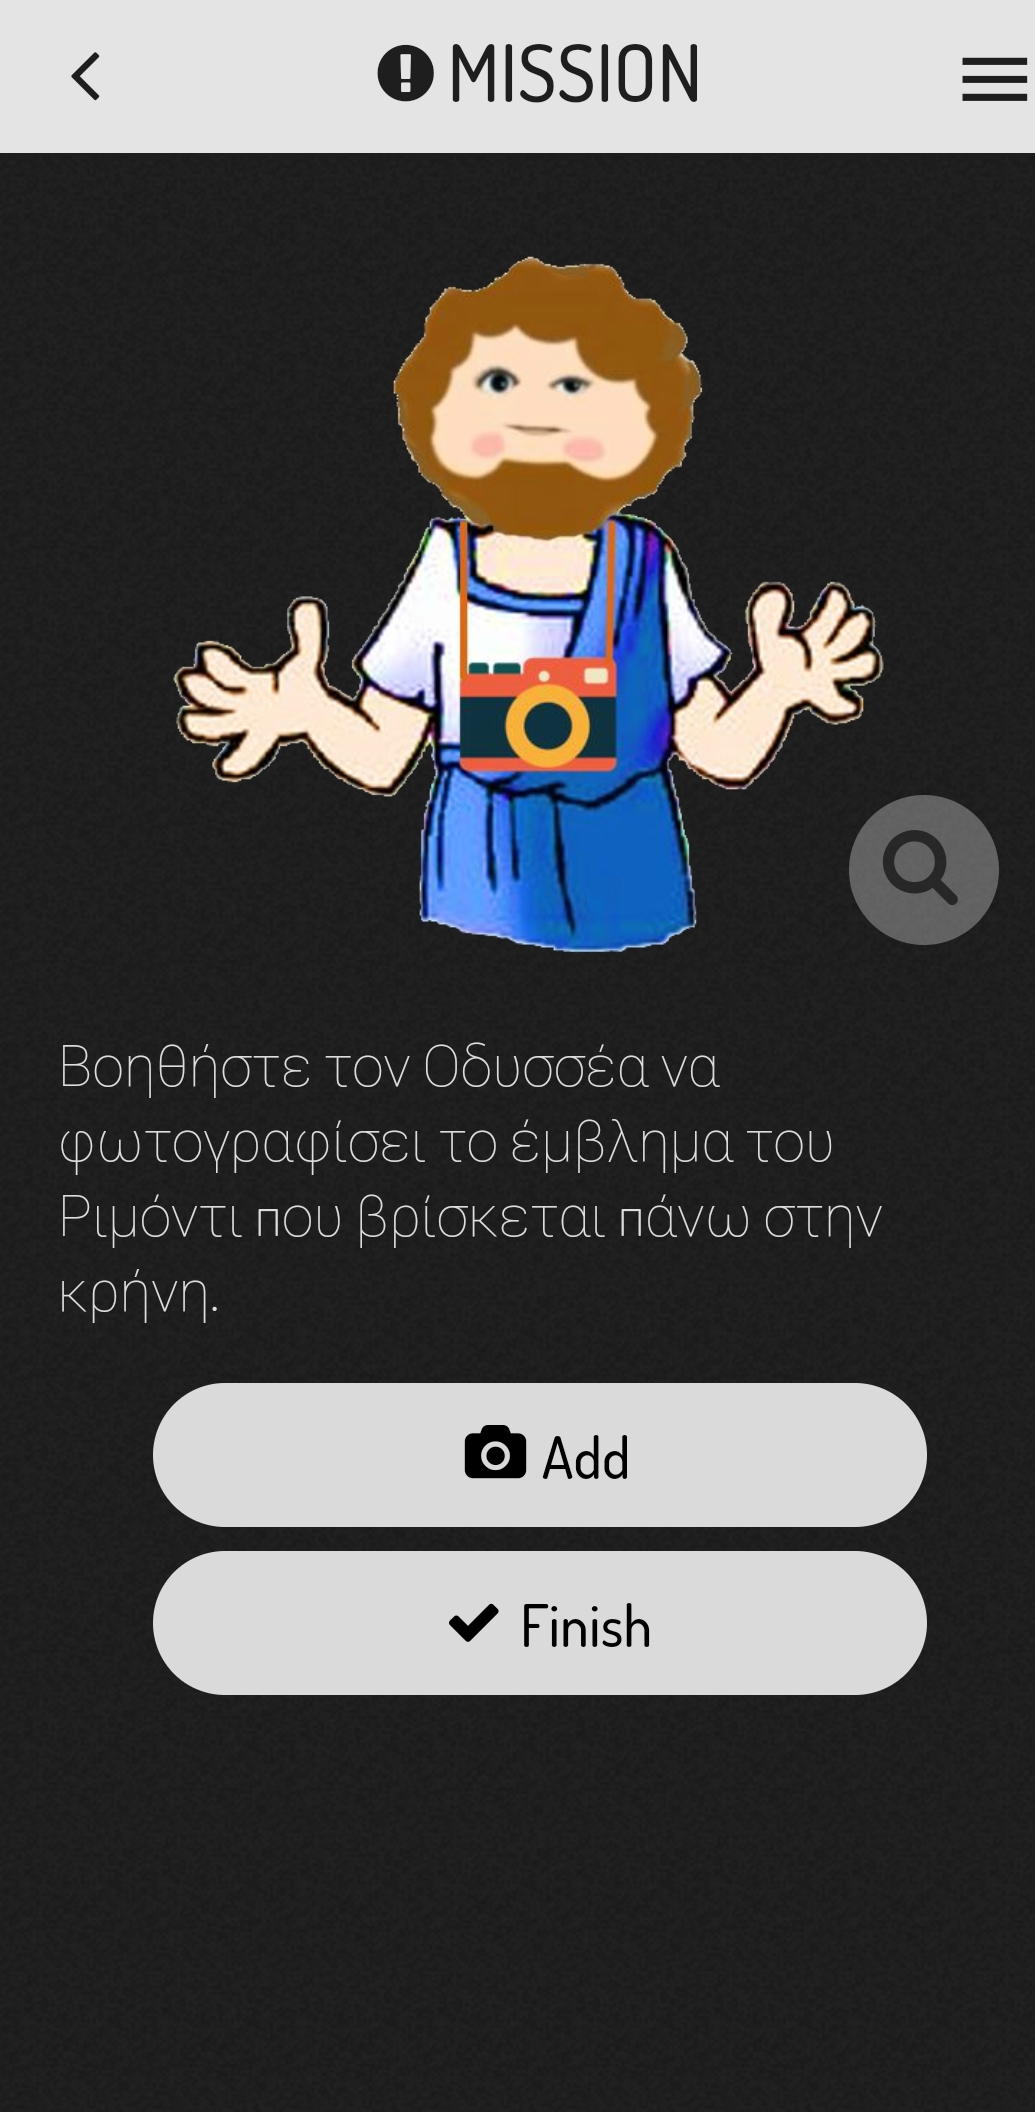 MISSION
Βοηθήστε τον Οδυσσέα να
φωτογραφίσει το έμβλημα του
Ριμόντι που βρίσκεται πάνω στην
κρήνη.
Add
Finish